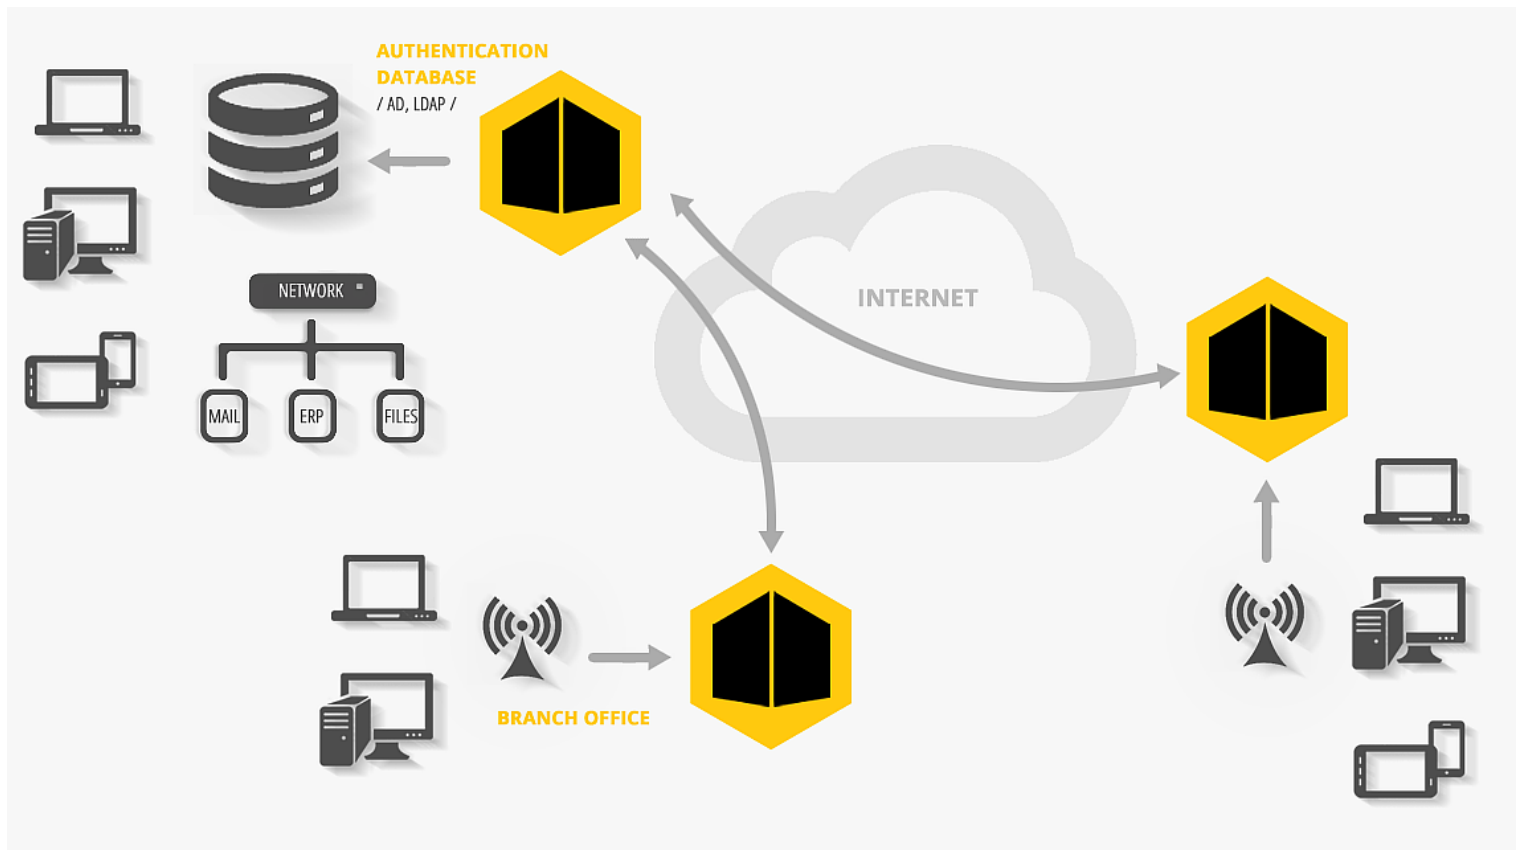 AUTHENTICATION
DATABASE
/ AD, LDAP /
INTERNET
NETWORK
MAIL
ERP
FILES
BRANCH OFFICE